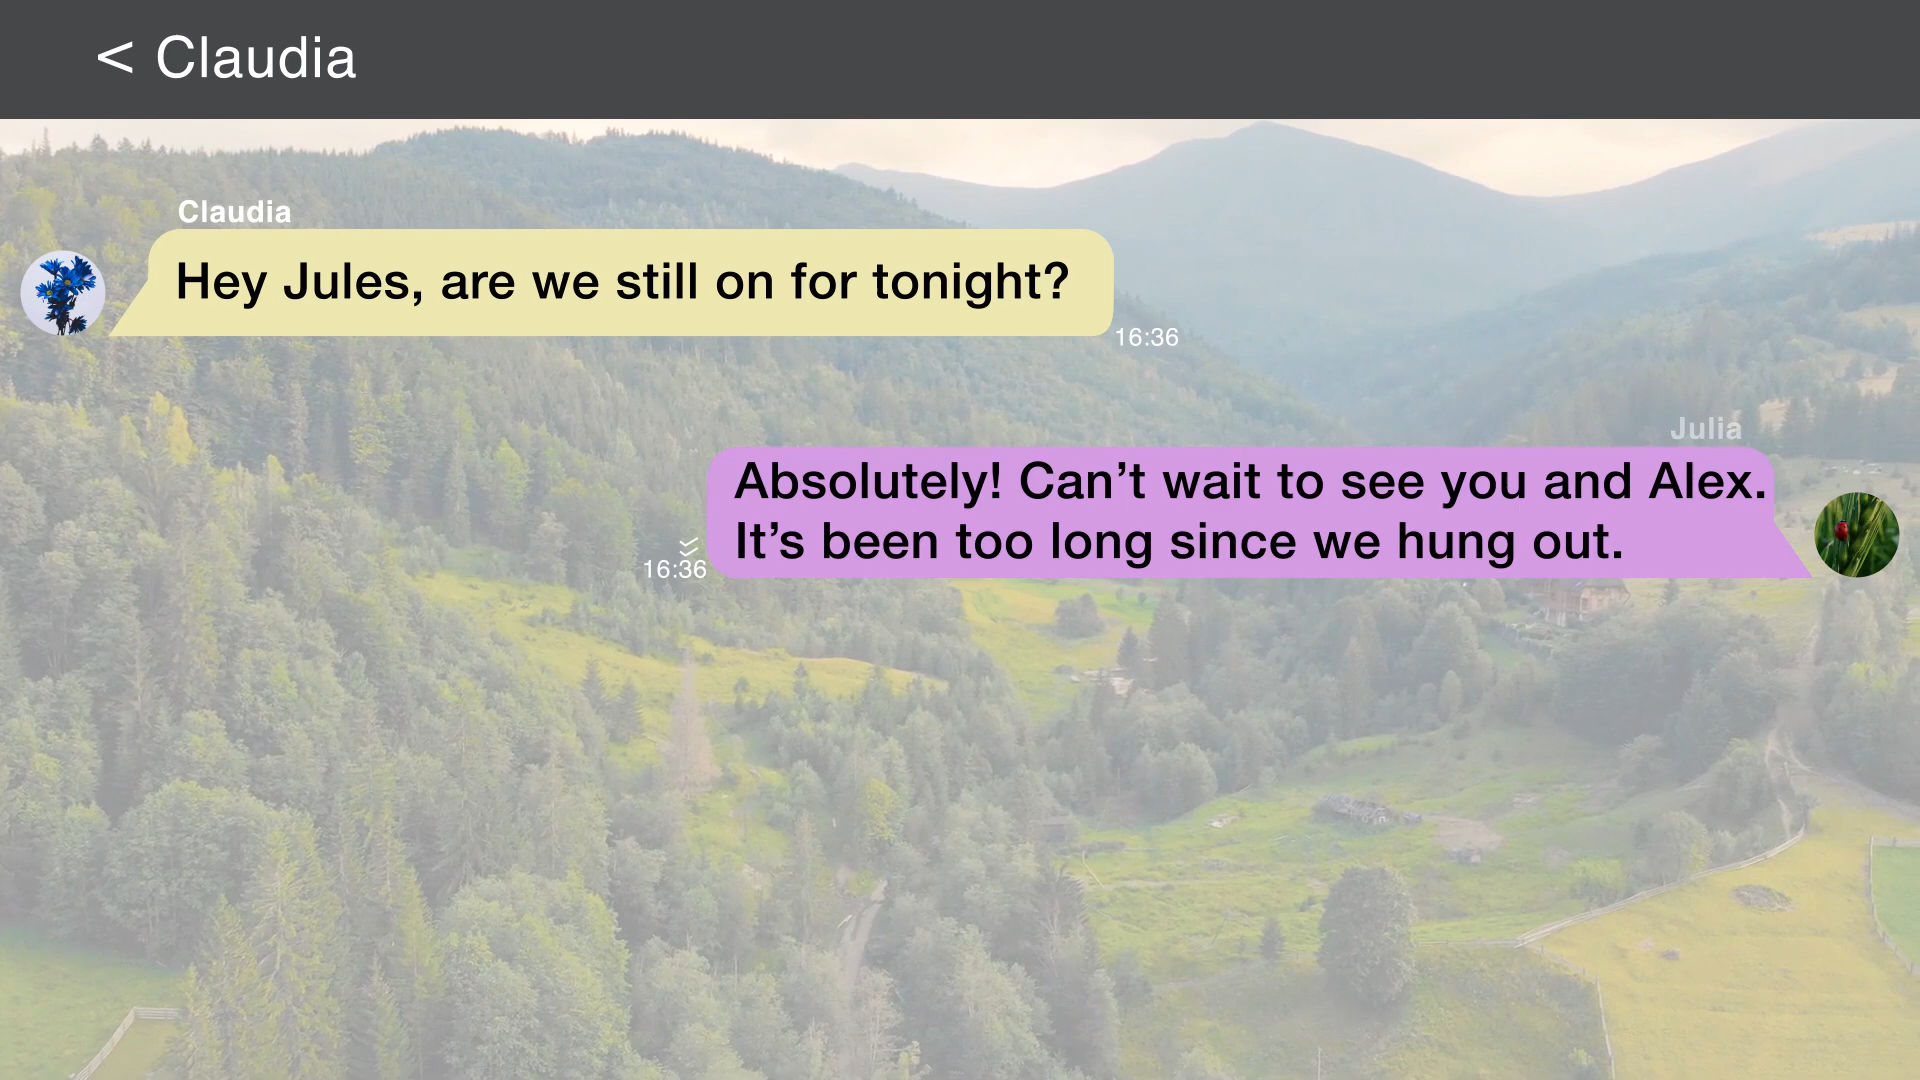 < Claudia
Claudia
Hey Jules, are we still on for tonight?
16:36
Julia
Absolutely! Can’t wait to see you and Alex.
It’s been too long since we hung out.
16:36